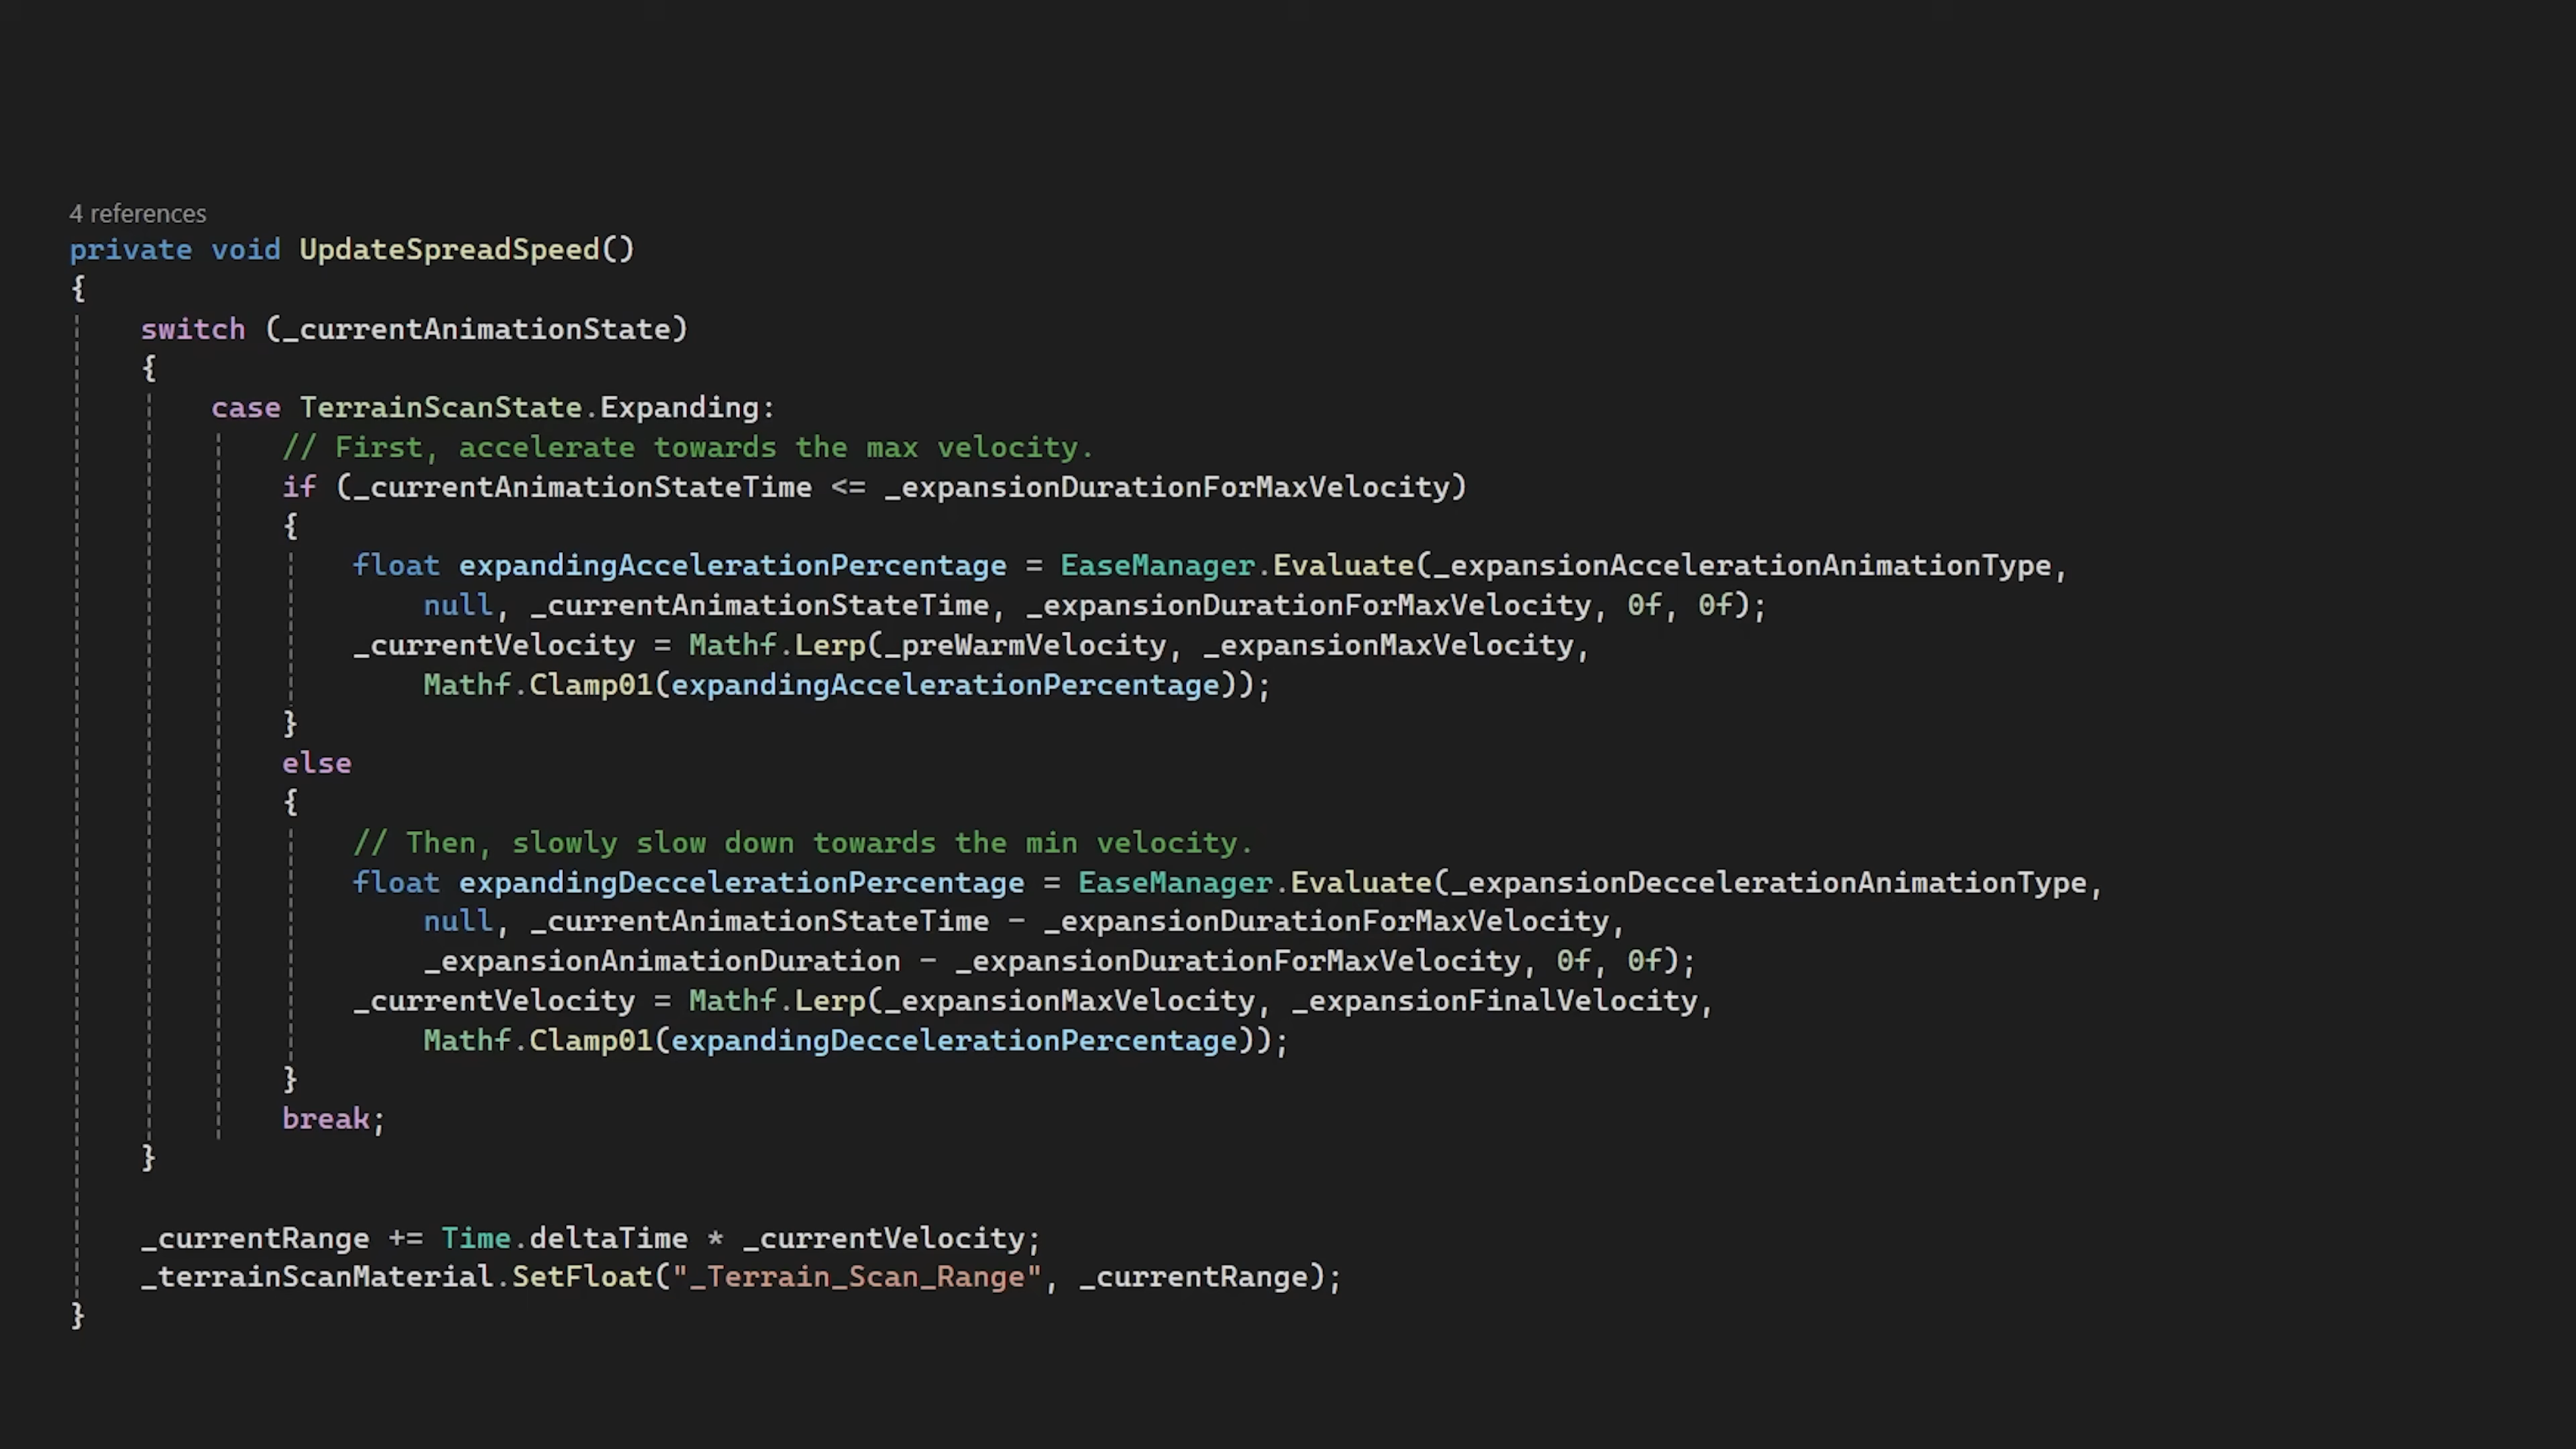 4 references
private void UpdateSpreadSpeed()
{
switch (_currentAnimationState)
{
case TerrainScanState.Expanding:
// First, accelerate towards the max velocity.
if (_currentAnimationStateTime <= _expansionDurationForMaxVelocity)
{
float expandingAccelerationPercentage = EaseManager.Evaluate(_expansionAccelerationAnimationType,
null, _currentAnimationStateTime, _expansionDurationForMaxVelocity, 0f, 0f);
_currentVelocity = Mathf.Lerp(_preWarmVelocity, _expansionMaxVelocity,
Mathf.Clamp01(expandingAccelerationPercentage));
}
else
{
// Then, slowly slow down towards the min velocity.
float expandingDeccelerationPercentage = EaseManager.Evaluate(_expansionDeccelerationAnimationType,
null, _currentAnimationStateTime - _expansionDurationForMaxVelocity,
_expansionAnimationDuration - _expansionDurationForMaxVelocity, 0f, 0f);
_currentVelocity = Mathf.Lerp(_expansionMaxVelocity, _expansionFinalVelocity,
Mathf.Clamp01(expandingDeccelerationPercentage));
}
break;
}
_currentRange += Time.deltaTime * _currentVelocity;
_terrainScanMaterial.SetFloat("_Terrain_Scan_Range", _currentRange);
}